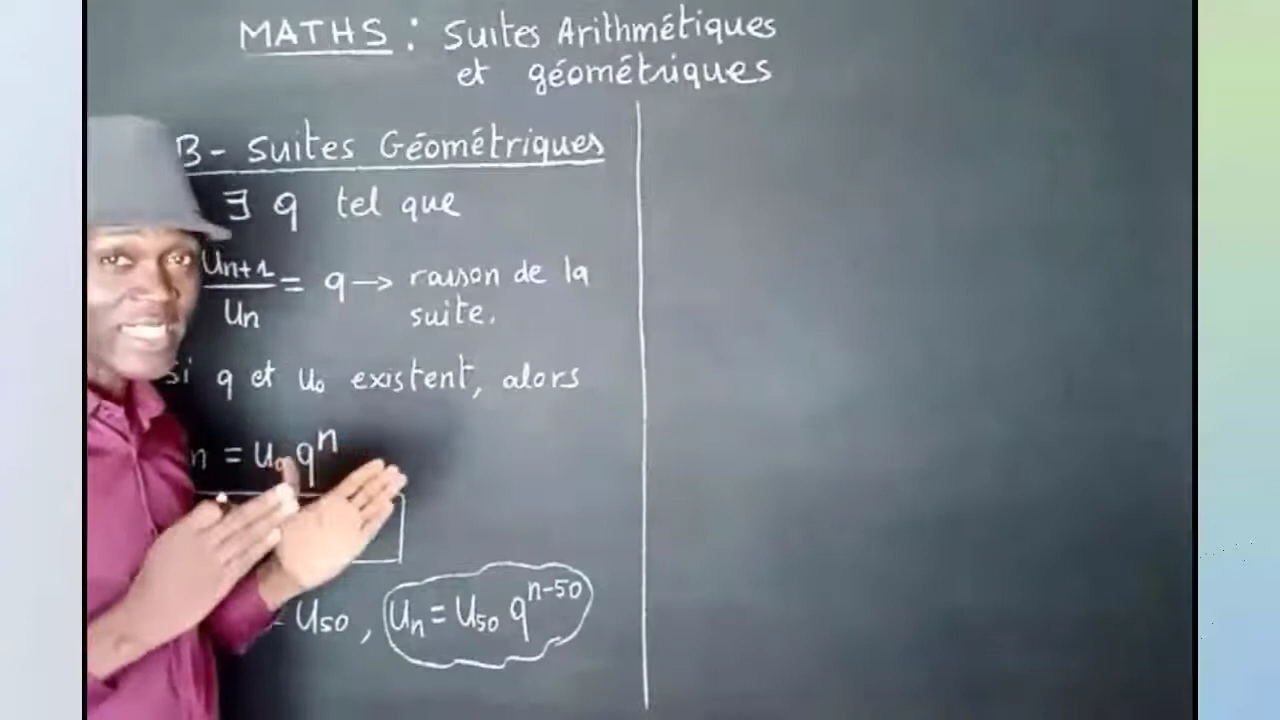 MATHS : Suites Arithmétiques
et géométriques
B - Suites Géométriques
∃ q tel que
Un+1
Un
= q → raison de la
suite.
si q et u₀ existent, alors
n = u₀ qⁿ
= U50 , Un = U50 q^{n-50}